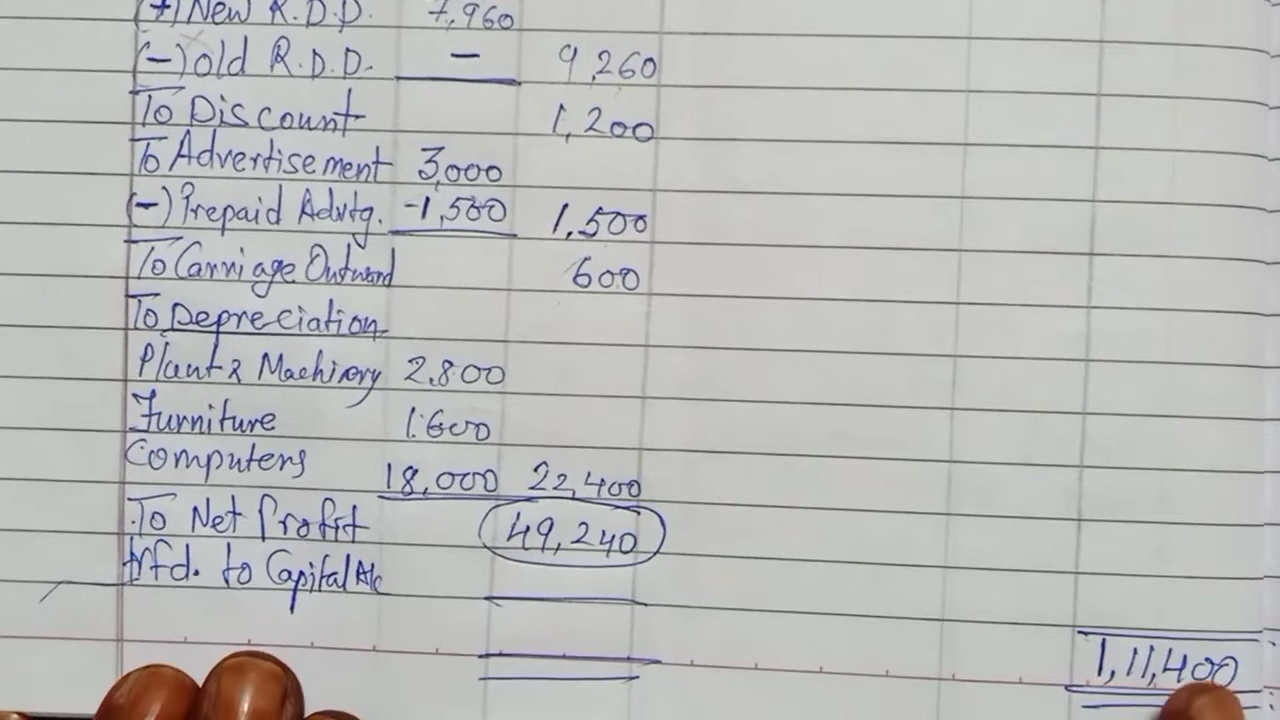 (+) New R.D.D. 7,960
(-) old R.D.D. - 9,260
To Discount 1,200
To Advertisement 3,000
(-) Prepaid Advtg. -1,500 1,500
To Carriage Outward 600
To Depreciation
Plant & Machinery 2,800
Furniture 1,600
Computers 18,000 22,400
To Net Profit 49,240
trfd. to Capital A/c
1,11,400